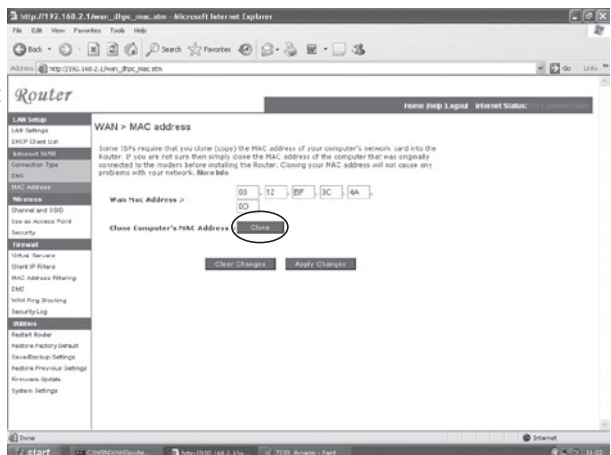 http://192.168.2.1/wan_dhpc_mac.stm - Microsoft Internet Explorer
File Edit View Favorites Tools Help
Back Search Favorites
Address http://192.168.2.1/wan_dhpc_mac.stm Go Links
Router
Home Help Logout Internet Status: No Connection
LAN Setup
LAN Settings
DHCP Client List
Internet WAN
Connection Type
DNS
MAC Address
Wireless
Channel and SSID
Use as Access Point
Security
Firewall
Virtual Servers
Client IP Filters
MAC Address Filtering
DMZ
WAN Ping Blocking
Security Log
Utilities
Restart Router
Restore Factory Default
Save/Backup Settings
Restore Previous Settings
Firmware Update
System Settings
WAN > MAC address
Some ISPs require that you clone (copy) the MAC address of your computer's network card into the
Router. If you are not sure then simply clone the MAC address of the computer that was originally
connected to the modem before installing the Router. Cloning your MAC address will not cause any
problems with your network. More Info
Wan Mac Address >
12
Clone Computer's MAC Address > Clone
Clear Changes Apply Changes
Done Internet
start 11:22